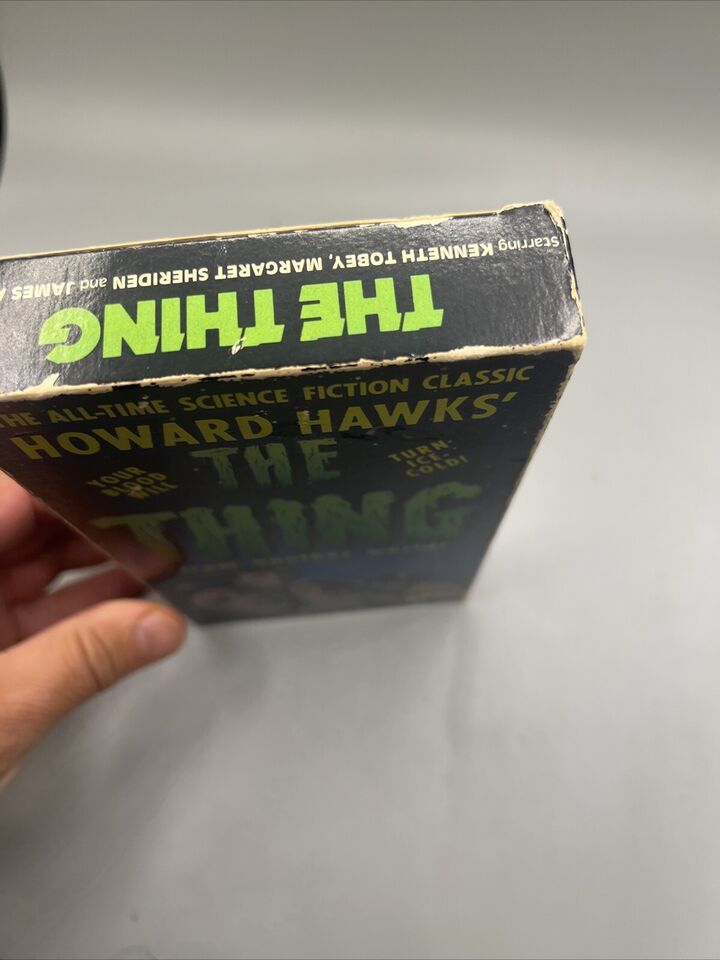 Starring KENNETH TOBEY, MARGARET SHERIDEN and JAMES
THE THING
THE ALL-TIME SCIENCE FICTION CLASSIC
HOWARD HAWKS'
YOUR BLOOD WILL
TURN ICE-COLD!
THE
THING